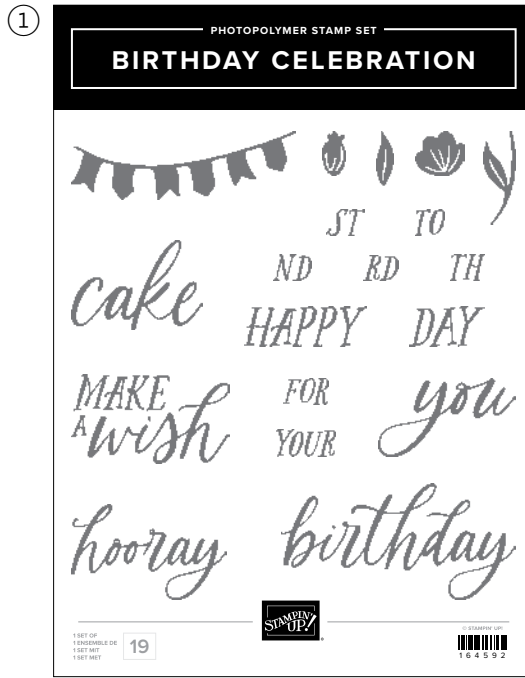 ①
PHOTOPOLYMER STAMP SET
BIRTHDAY CELEBRATION
ST TO
ND RD TH
cake
HAPPY DAY
MAKE
A wish
FOR
YOUR
you
hooray
birthday
STAMPIN' UP!®
© STAMPIN' UP!
1 SET OF
1 ENSEMBLE DE
1 SET MIT
1 SET MET
19
164592